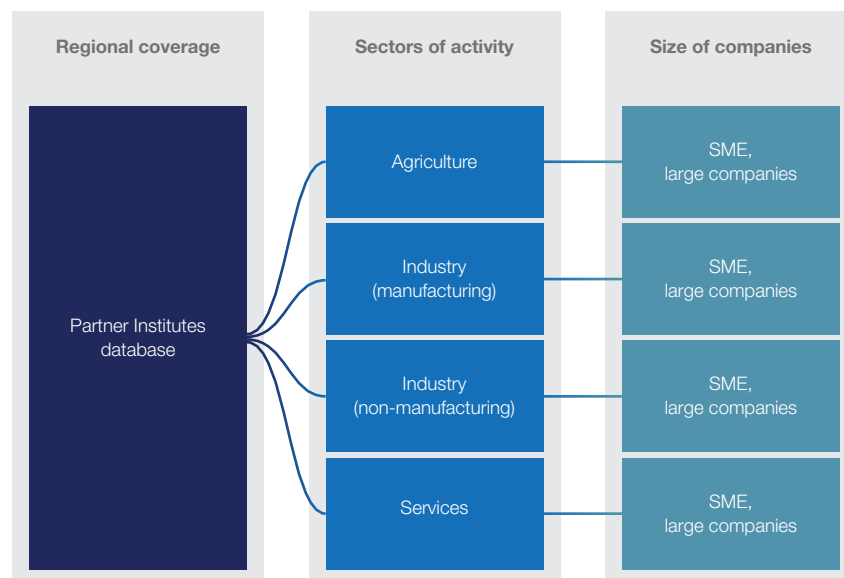 Regional coverage
Sectors of activity
Size of companies
Partner Institutes
database
Agriculture
SME,
large companies
Industry
(manufacturing)
SME,
large companies
Industry
(non-manufacturing)
SME,
large companies
Services
SME,
large companies